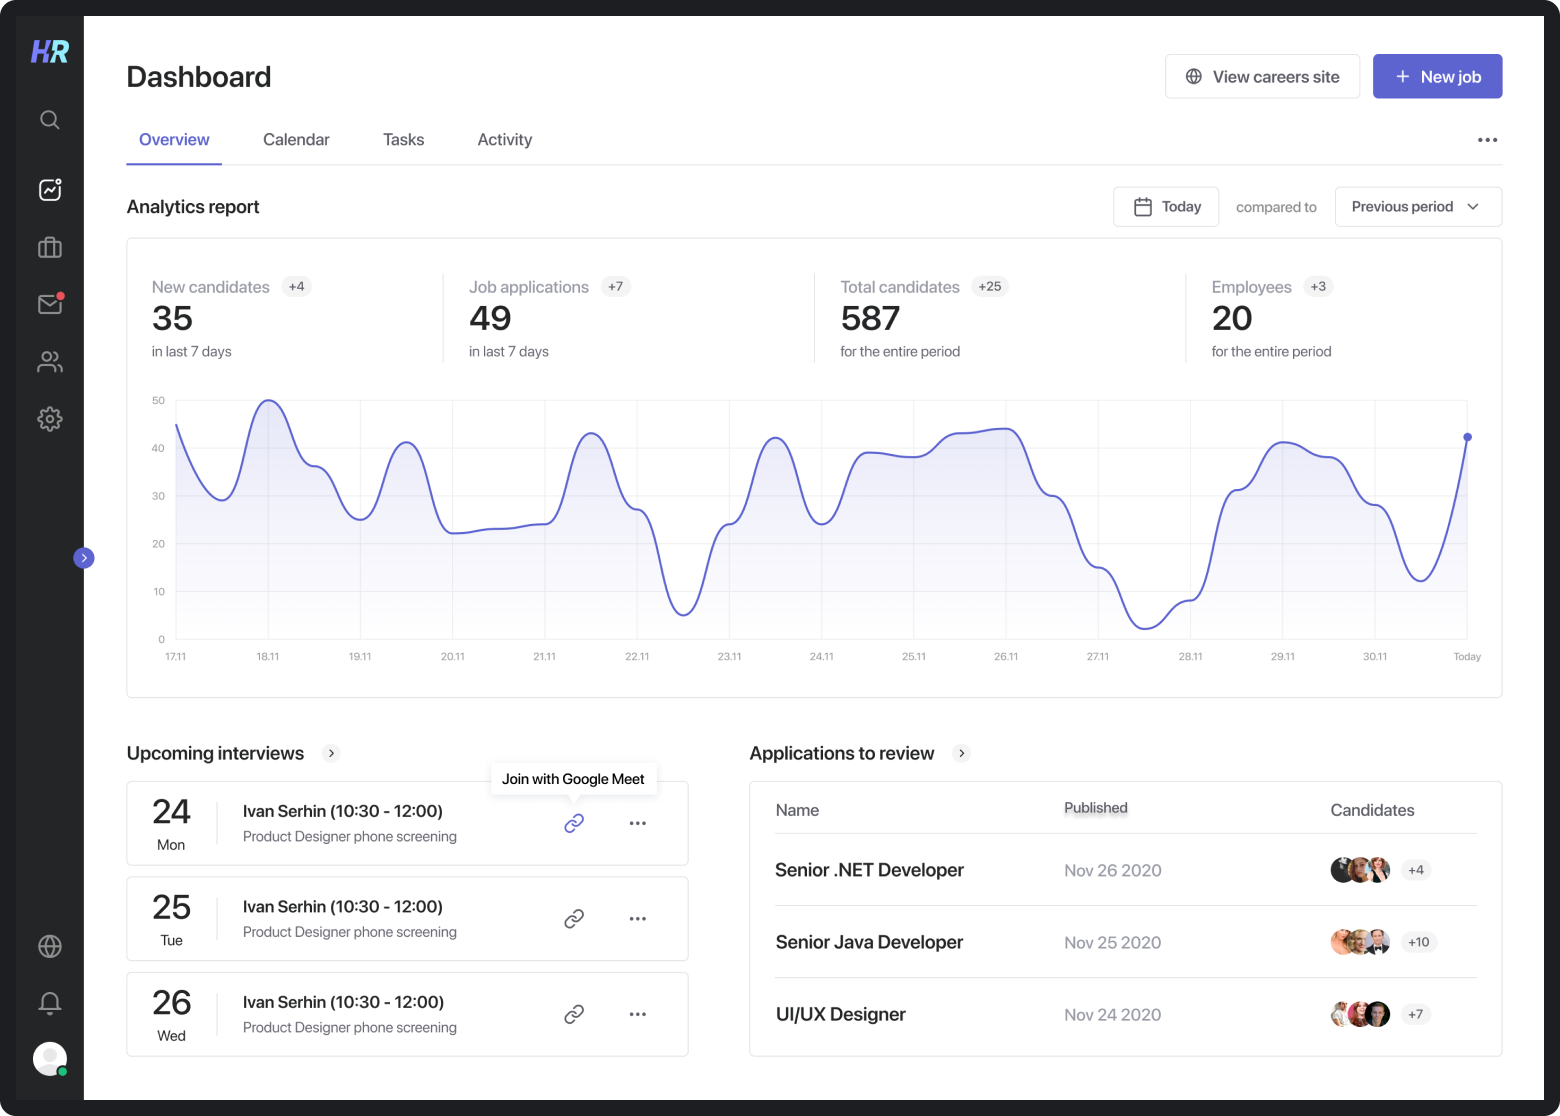 HR
Dashboard
View careers site
+ New job
Overview
Calendar
Tasks
Activity
Analytics report
Today
compared to
Previous period
New candidates +4
35
in last 7 days
Job applications +7
49
in last 7 days
Total candidates +25
587
for the entire period
Employees +3
20
for the entire period
50
40
30
20
10
0
17.11
18.11
19.11
20.11
21.11
22.11
23.11
24.11
25.11
26.11
27.11
28.11
29.11
30.11
Today
Upcoming interviews
Join with Google Meet
24
Mon
Ivan Serhin (10:30 - 12:00)
Product Designer phone screening
25
Tue
Ivan Serhin (10:30 - 12:00)
Product Designer phone screening
26
Wed
Ivan Serhin (10:30 - 12:00)
Product Designer phone screening
Applications to review
Name
Published
Candidates
Senior .NET Developer
Nov 26 2020
+4
Senior Java Developer
Nov 25 2020
+10
UI/UX Designer
Nov 24 2020
+7